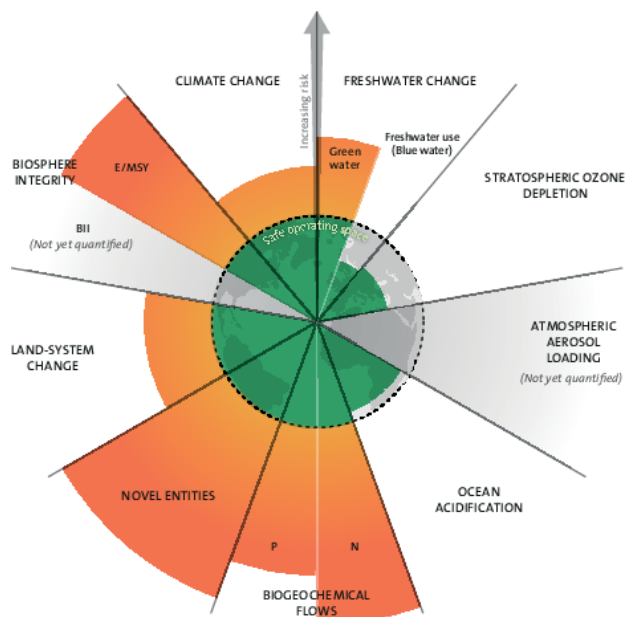 CLIMATE CHANGE
FRESHWATER CHANGE
Increasing risk
Freshwater use
(Blue water)
Green
water
BIOSPHERE
INTEGRITY
E/MSY
STRATOSPHERIC OZONE
DEPLETION
BII
(Not yet quantified)
Safe operating space
LAND-SYSTEM
CHANGE
ATMOSPHERIC
AEROSOL
LOADING
(Not yet quantified)
NOVEL ENTITIES
OCEAN
ACIDIFICATION
P
N
BIOGEOCHEMICAL
FLOWS